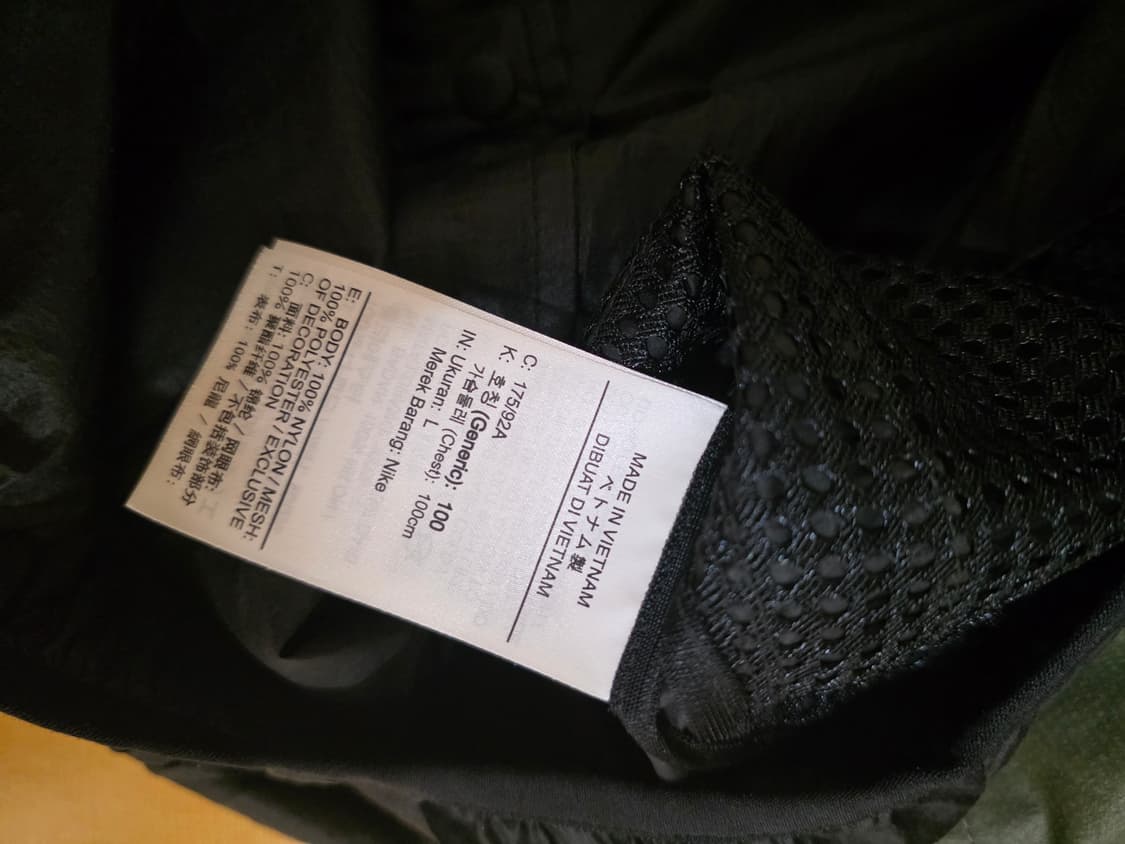 MADE IN VIETNAM
ベトナム製
DIBUAT DI VIETNAM
C: 175/92A
K: 호칭 (Generic): 100
가슴둘레 (Chest): 100cm
IN: Ukuran: L
Merek Barang: Nike
E: BODY: 100% NYLON / MESH:
100% POLYESTER / EXCLUSIVE
OF DECORATION
C: 面料: 100% 锦纶 / 网眼布:
100% 聚酯纤维 / 不包括装饰部分
T: 表布: 100% 尼龍 / 網眼布: